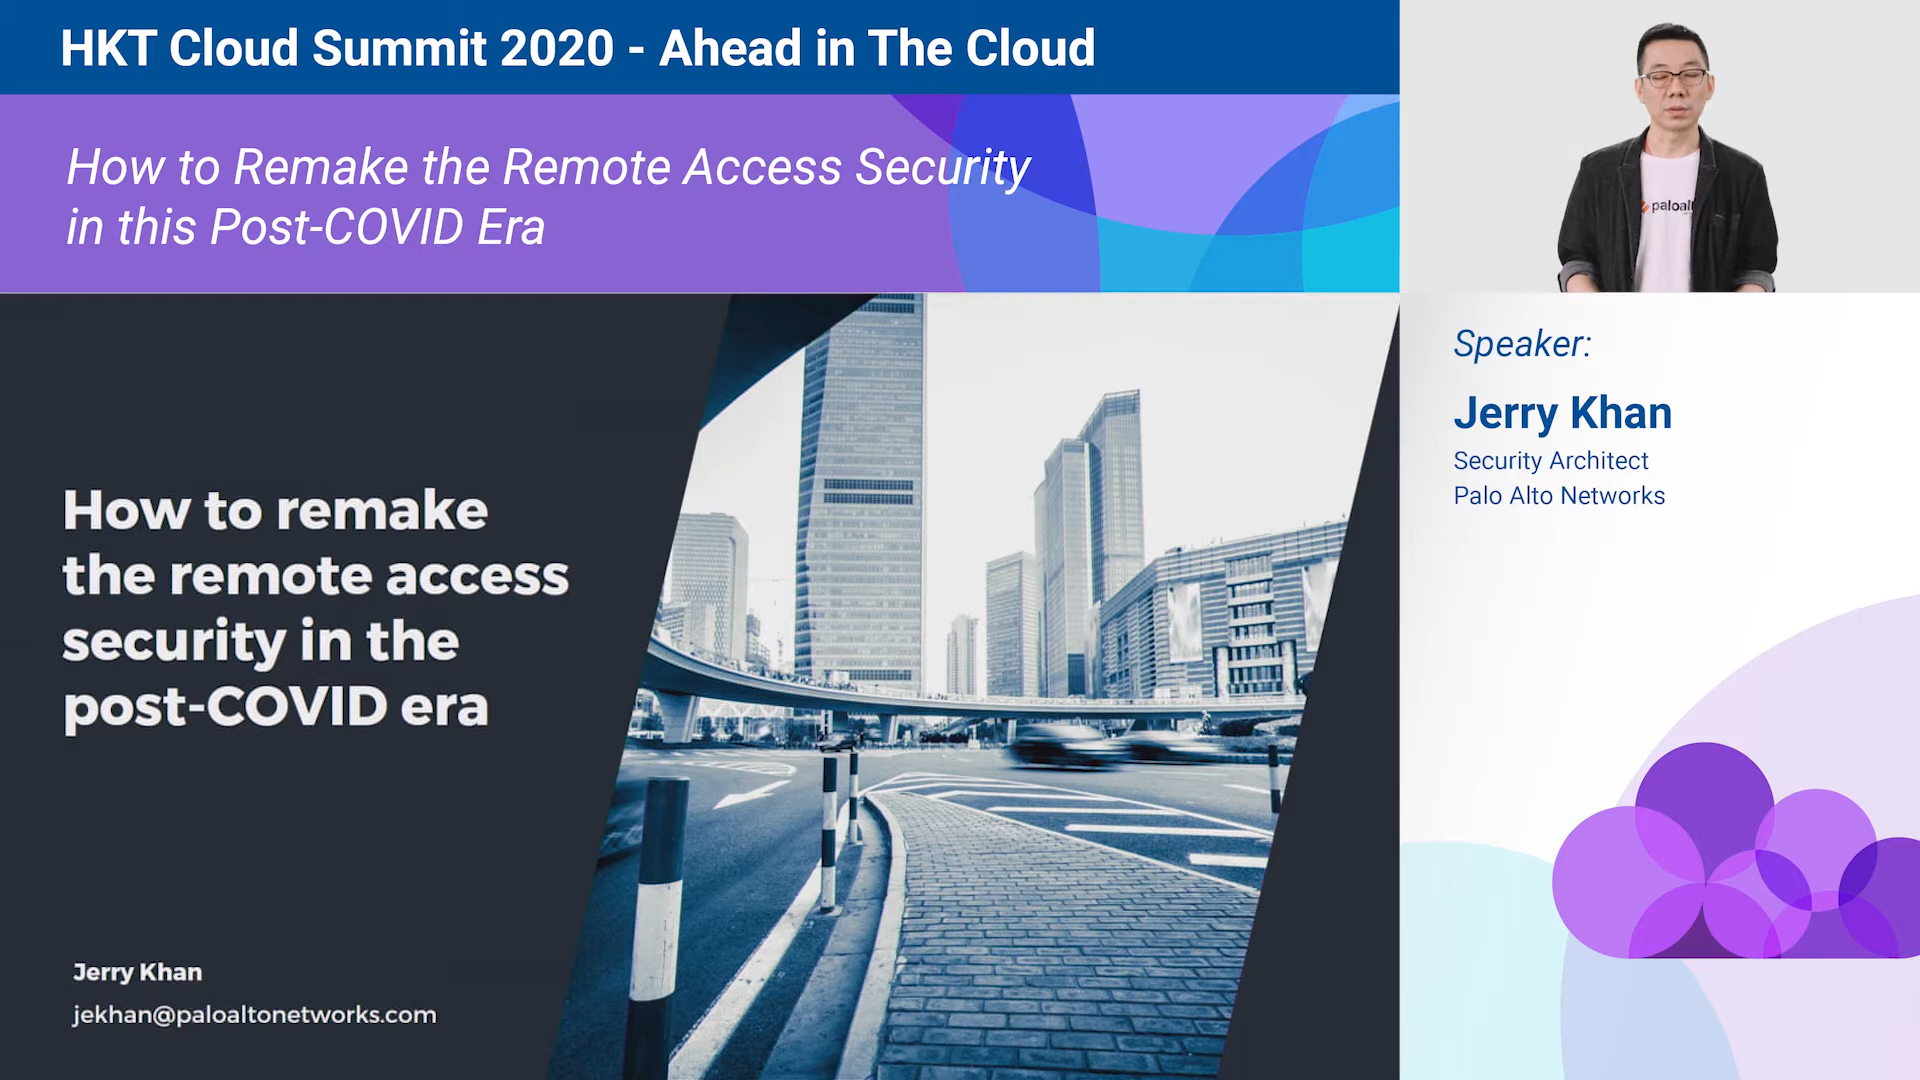 HKT Cloud Summit 2020 - Ahead in The Cloud
How to Remake the Remote Access Security
in this Post-COVID Era
paloalt
Speaker:
Jerry Khan
Security Architect
Palo Alto Networks
How to remake
the remote access
security in the
post-COVID era
Jerry Khan
jekhan@paloaltonetworks.com